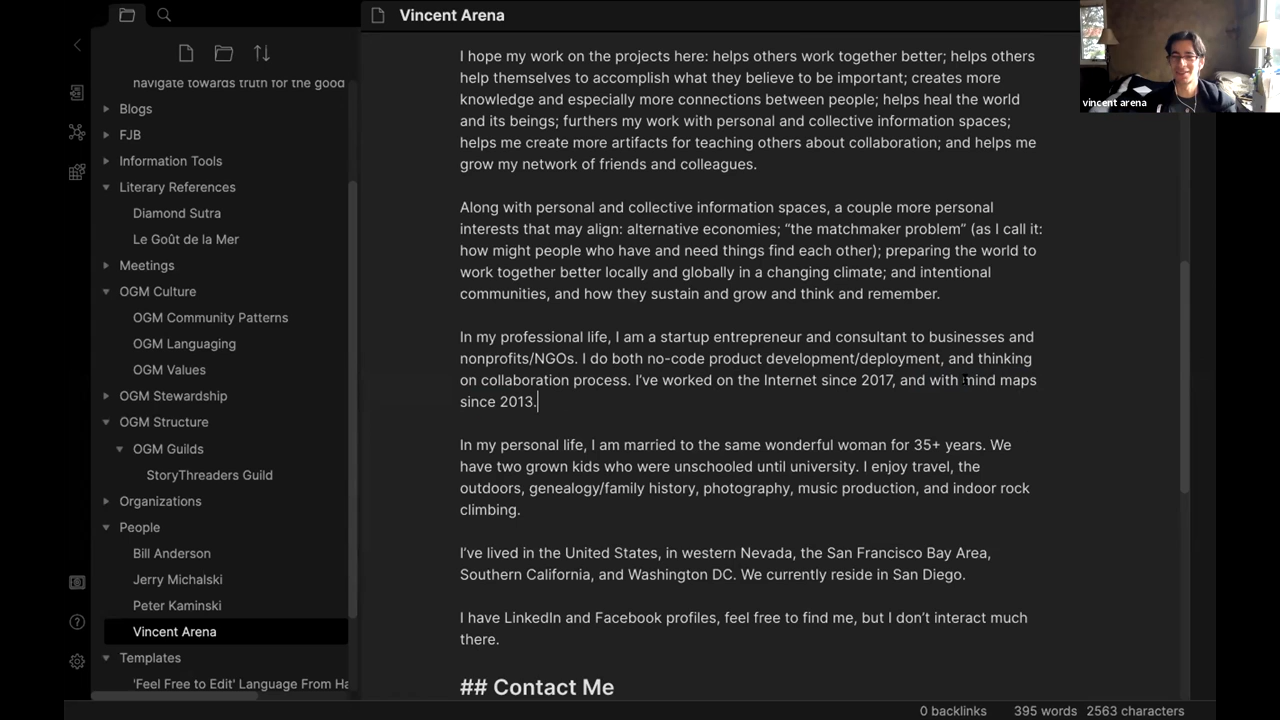 Vincent Arena
vincent arena
navigate towards truth for the good
Blogs
FJB
Information Tools
Literary References
Diamond Sutra
Le Goût de la Mer
Meetings
OGM Culture
OGM Community Patterns
OGM Languaging
OGM Values
OGM Stewardship
OGM Structure
OGM Guilds
StoryThreaders Guild
Organizations
People
Bill Anderson
Jerry Michalski
Peter Kaminski
Vincent Arena
Templates
'Feel Free to Edit' Language From Ha
I hope my work on the projects here: helps others work together better; helps others
help themselves to accomplish what they believe to be important; creates more
knowledge and especially more connections between people; helps heal the world
and its beings; furthers my work with personal and collective information spaces;
helps me create more artifacts for teaching others about collaboration; and helps me
grow my network of friends and colleagues.
Along with personal and collective information spaces, a couple more personal
interests that may align: alternative economies; “the matchmaker problem” (as I call it:
how might people who have and need things find each other); preparing the world to
work together better locally and globally in a changing climate; and intentional
communities, and how they sustain and grow and think and remember.
In my professional life, I am a startup entrepreneur and consultant to businesses and
nonprofits/NGOs. I do both no-code product development/deployment, and thinking
on collaboration process. I’ve worked on the Internet since 2017, and with mind maps
since 2013.
In my personal life, I am married to the same wonderful woman for 35+ years. We
have two grown kids who were unschooled until university. I enjoy travel, the
outdoors, genealogy/family history, photography, music production, and indoor rock
climbing.
I’ve lived in the United States, in western Nevada, the San Francisco Bay Area,
Southern California, and Washington DC. We currently reside in San Diego.
I have LinkedIn and Facebook profiles, feel free to find me, but I don’t interact much
there.
## Contact Me
0 backlinks 395 words 2563 characters